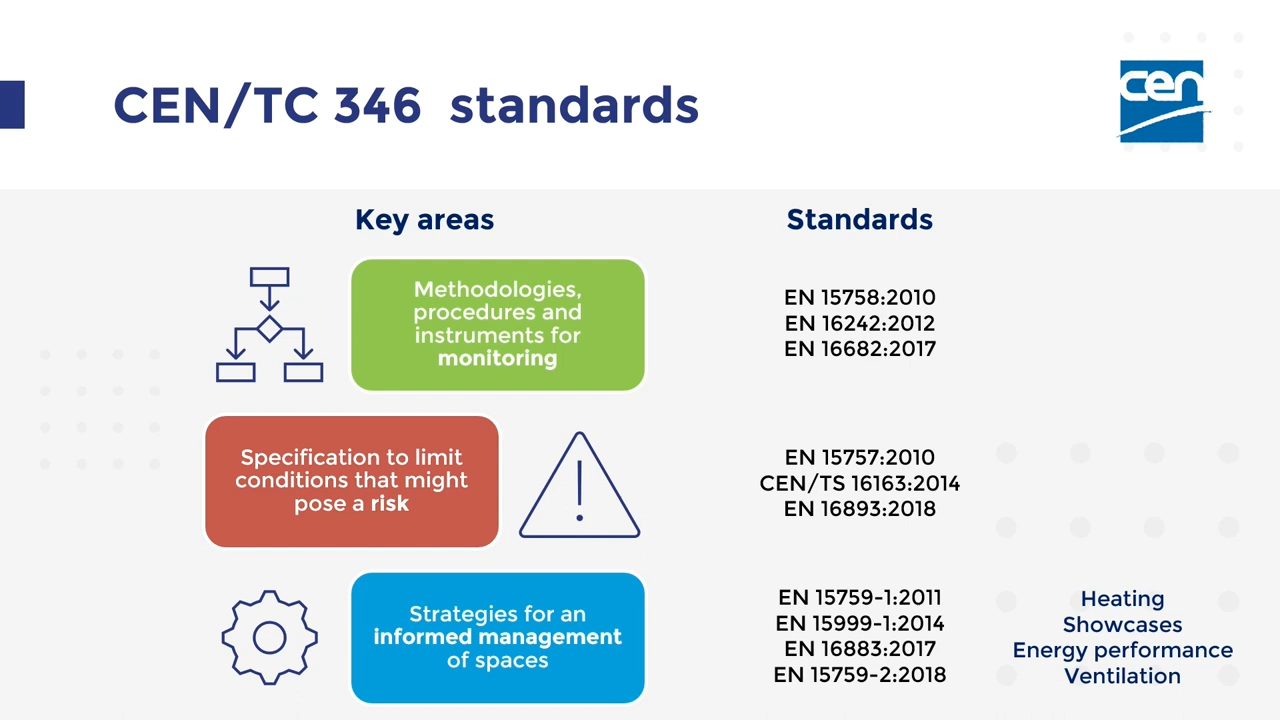 CEN/TC 346 standards
cen
Key areas
Standards
Methodologies,
procedures and
instruments for
monitoring
EN 15758:2010
EN 16242:2012
EN 16682:2017
Specification to limit
conditions that might
pose a risk
EN 15757:2010
CEN/TS 16163:2014
EN 16893:2018
Strategies for an
informed management
of spaces
EN 15759-1:2011
EN 15999-1:2014
EN 16883:2017
EN 15759-2:2018
Heating
Showcases
Energy performance
Ventilation